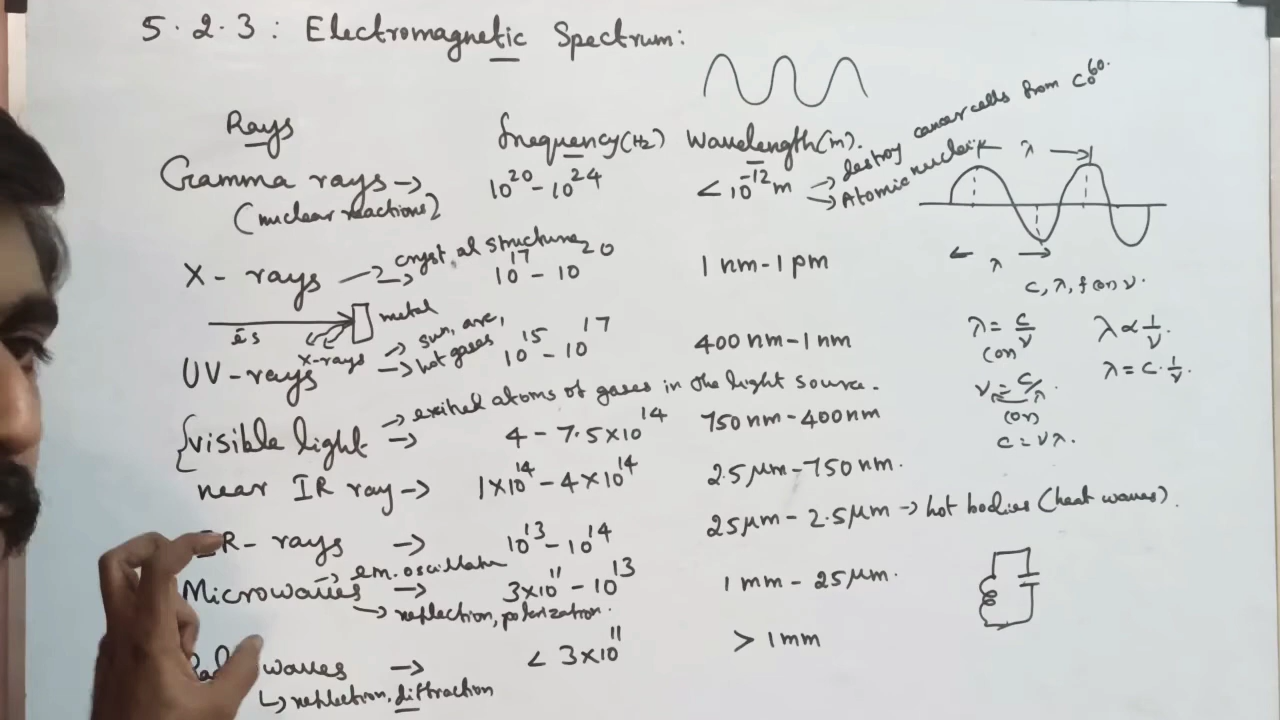 5.2.3 : Electromagnetic Spectrum:
Rays frequency(Hz) Wavelength(m).
Gamma rays → 10^20 - 10^24 < 10^-12 m → destroy cancer cells from Co^60.
→ Atomic nuclei
(nuclear reactions)
λ
X-rays → crystal structure
→ 10^17 - 10^20 1 nm - 1 pm
λ
c, λ, f (or) ν.
ēs metal
X-rays
UV-rays → sun, arc,
→ hot gases 10^15 - 10^17 400 nm - 1 nm
λ = c/ν λ ∝ 1/ν.
(or) λ = c. 1/ν.
ν = c/λ.
(or)
c = νλ.
→ excited atoms of gases in the light source.
{visible light → 4 - 7.5×10^14 750 nm - 400 nm
near IR ray → 1×10^14 - 4×10^14 2.5 μm - 750 nm.
IR-rays → 10^13 - 10^14 25 μm - 2.5 μm → hot bodies (heat waves).
→ em. oscillator
Microwaves → 3×10^11 - 10^13 1 mm - 25 μm.
→ reflection, polarization.
waves → < 3×10^11 > 1 mm
↳ reflection, diffraction